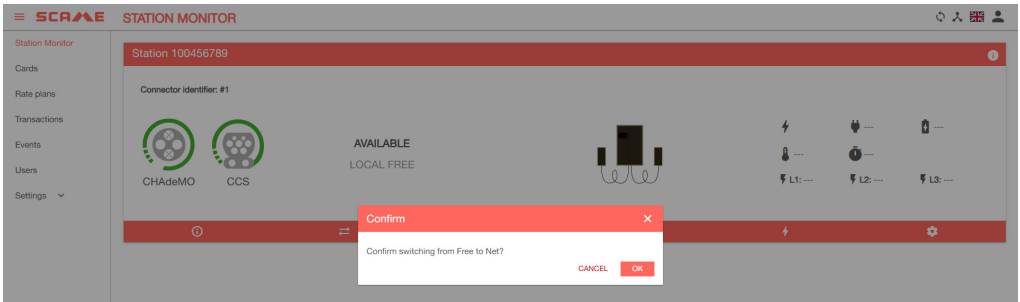 SCAME STATION MONITOR
Station Monitor
Cards
Rate plans
Transactions
Events
Users
Settings
Station 100456789
Connector identifier: #1
CHAdeMO
CCS
AVAILABLE
LOCAL FREE
---
---
---
---
L1: ---
L2: ---
L3: ---
Confirm
Confirm switching from Free to Net?
CANCEL
OK